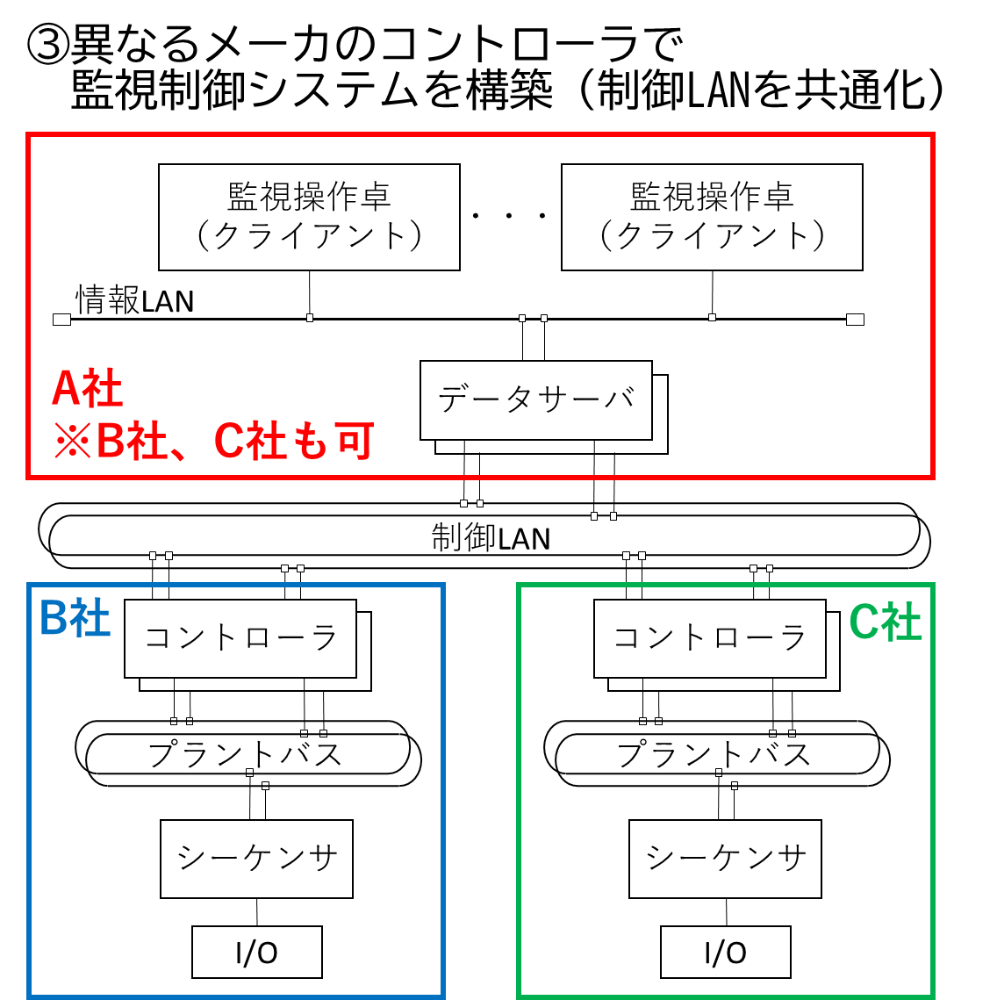 ③異なるメーカのコントローラで
監視制御システムを構築（制御LANを共通化）
監視操作卓
（クライアント）
・・・
監視操作卓
（クライアント）
情報LAN
A社
※B社、C社も可
データサーバ
制御LAN
B社
コントローラ
プラントバス
シーケンサ
I/O
C社
コントローラ
プラントバス
シーケンサ
I/O